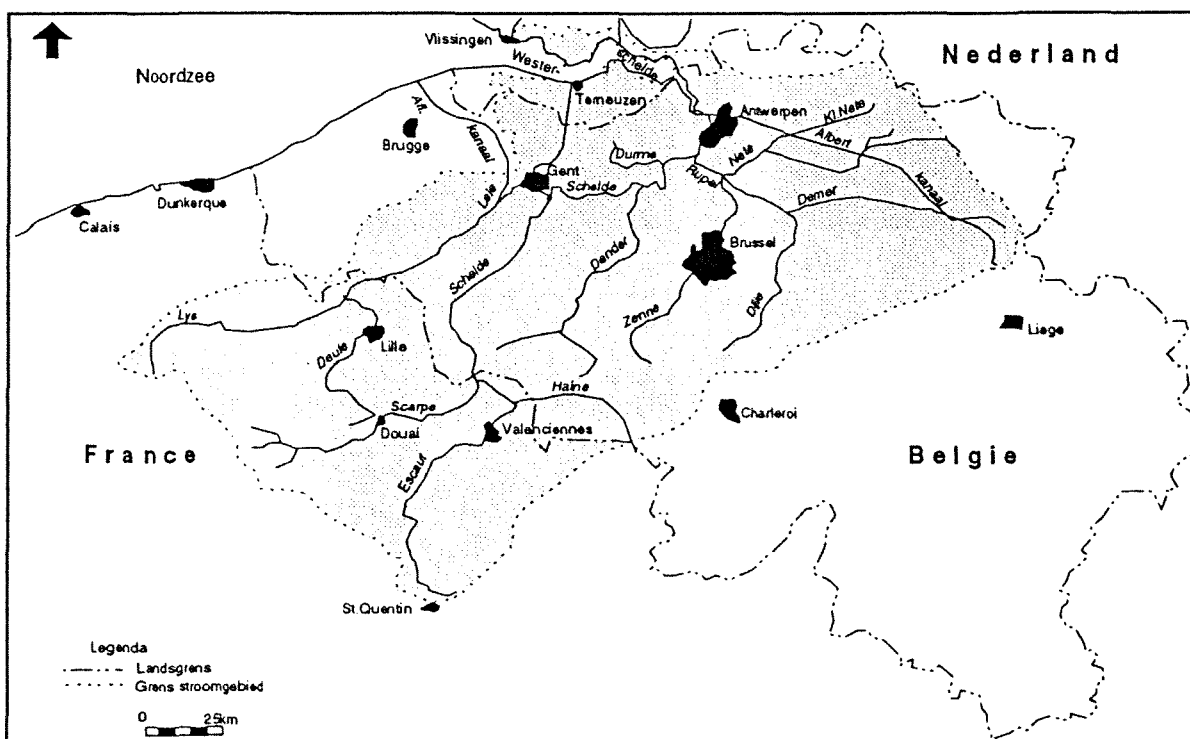 Vlissingen
Nederland
Noordzee
Wester-
schelde
Terneuzen
Antwerpen
Kl.Nete
Afl.
kanaal
Brugge
Albert
kanaal
Durme
Nete
Gent
Rupel
Leie
Schelde
Demer
Dunkerque
Calais
Brussel
Schelde
Dender
Zenne
Dijle
Lys
Lille
Liege
Deule
Haine
Scarpe
Charleroi
Douai
Valenciennes
France
Belgie
Escaut
St.Quentin
Legenda
Landsgrens
Grens stroomgebied
0 25km